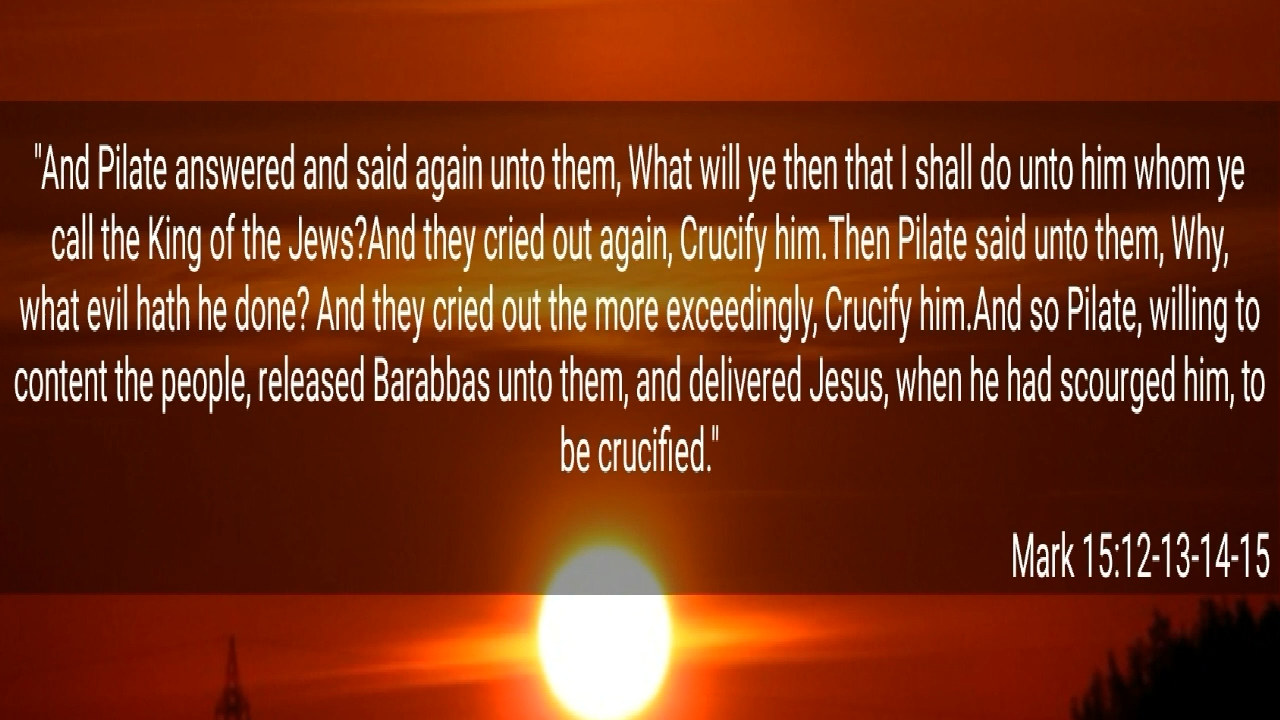 "And Pilate answered and said again unto them, What will ye then that I shall do unto him whom ye
call the King of the Jews?And they cried out again, Crucify him.Then Pilate said unto them, Why,
what evil hath he done? And they cried out the more exceedingly, Crucify him.And so Pilate, willing to
content the people, released Barabbas unto them, and delivered Jesus, when he had scourged him, to
be crucified."
Mark 15:12-13-14-15